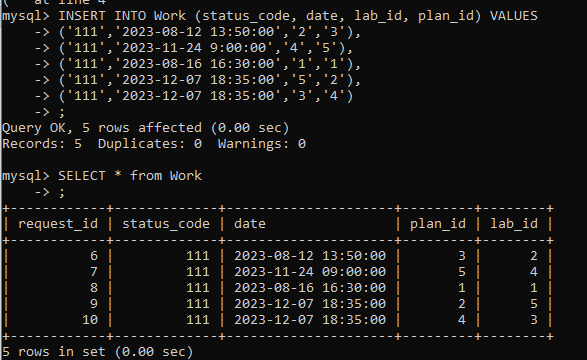 (   at line 4
mysql> INSERT INTO Work (status_code, date, lab_id, plan_id) VALUES
    -> ('111','2023-08-12 13:50:00','2','3'),
    -> ('111','2023-11-24 9:00:00','4','5'),
    -> ('111','2023-08-16 16:30:00','1','1'),
    -> ('111','2023-12-07 18:35:00','5','2'),
    -> ('111','2023-12-07 18:35:00','3','4')
    -> ;
Query OK, 5 rows affected (0.00 sec)
Records: 5  Duplicates: 0  Warnings: 0

mysql> SELECT * from Work
    -> ;
+------------+-------------+---------------------+---------+--------+
| request_id | status_code | date                | plan_id | lab_id |
+------------+-------------+---------------------+---------+--------+
|          6 |         111 | 2023-08-12 13:50:00 |       3 |      2 |
|          7 |         111 | 2023-11-24 09:00:00 |       5 |      4 |
|          8 |         111 | 2023-08-16 16:30:00 |       1 |      1 |
|          9 |         111 | 2023-12-07 18:35:00 |       2 |      5 |
|         10 |         111 | 2023-12-07 18:35:00 |       4 |      3 |
+------------+-------------+---------------------+---------+--------+
5 rows in set (0.00 sec)